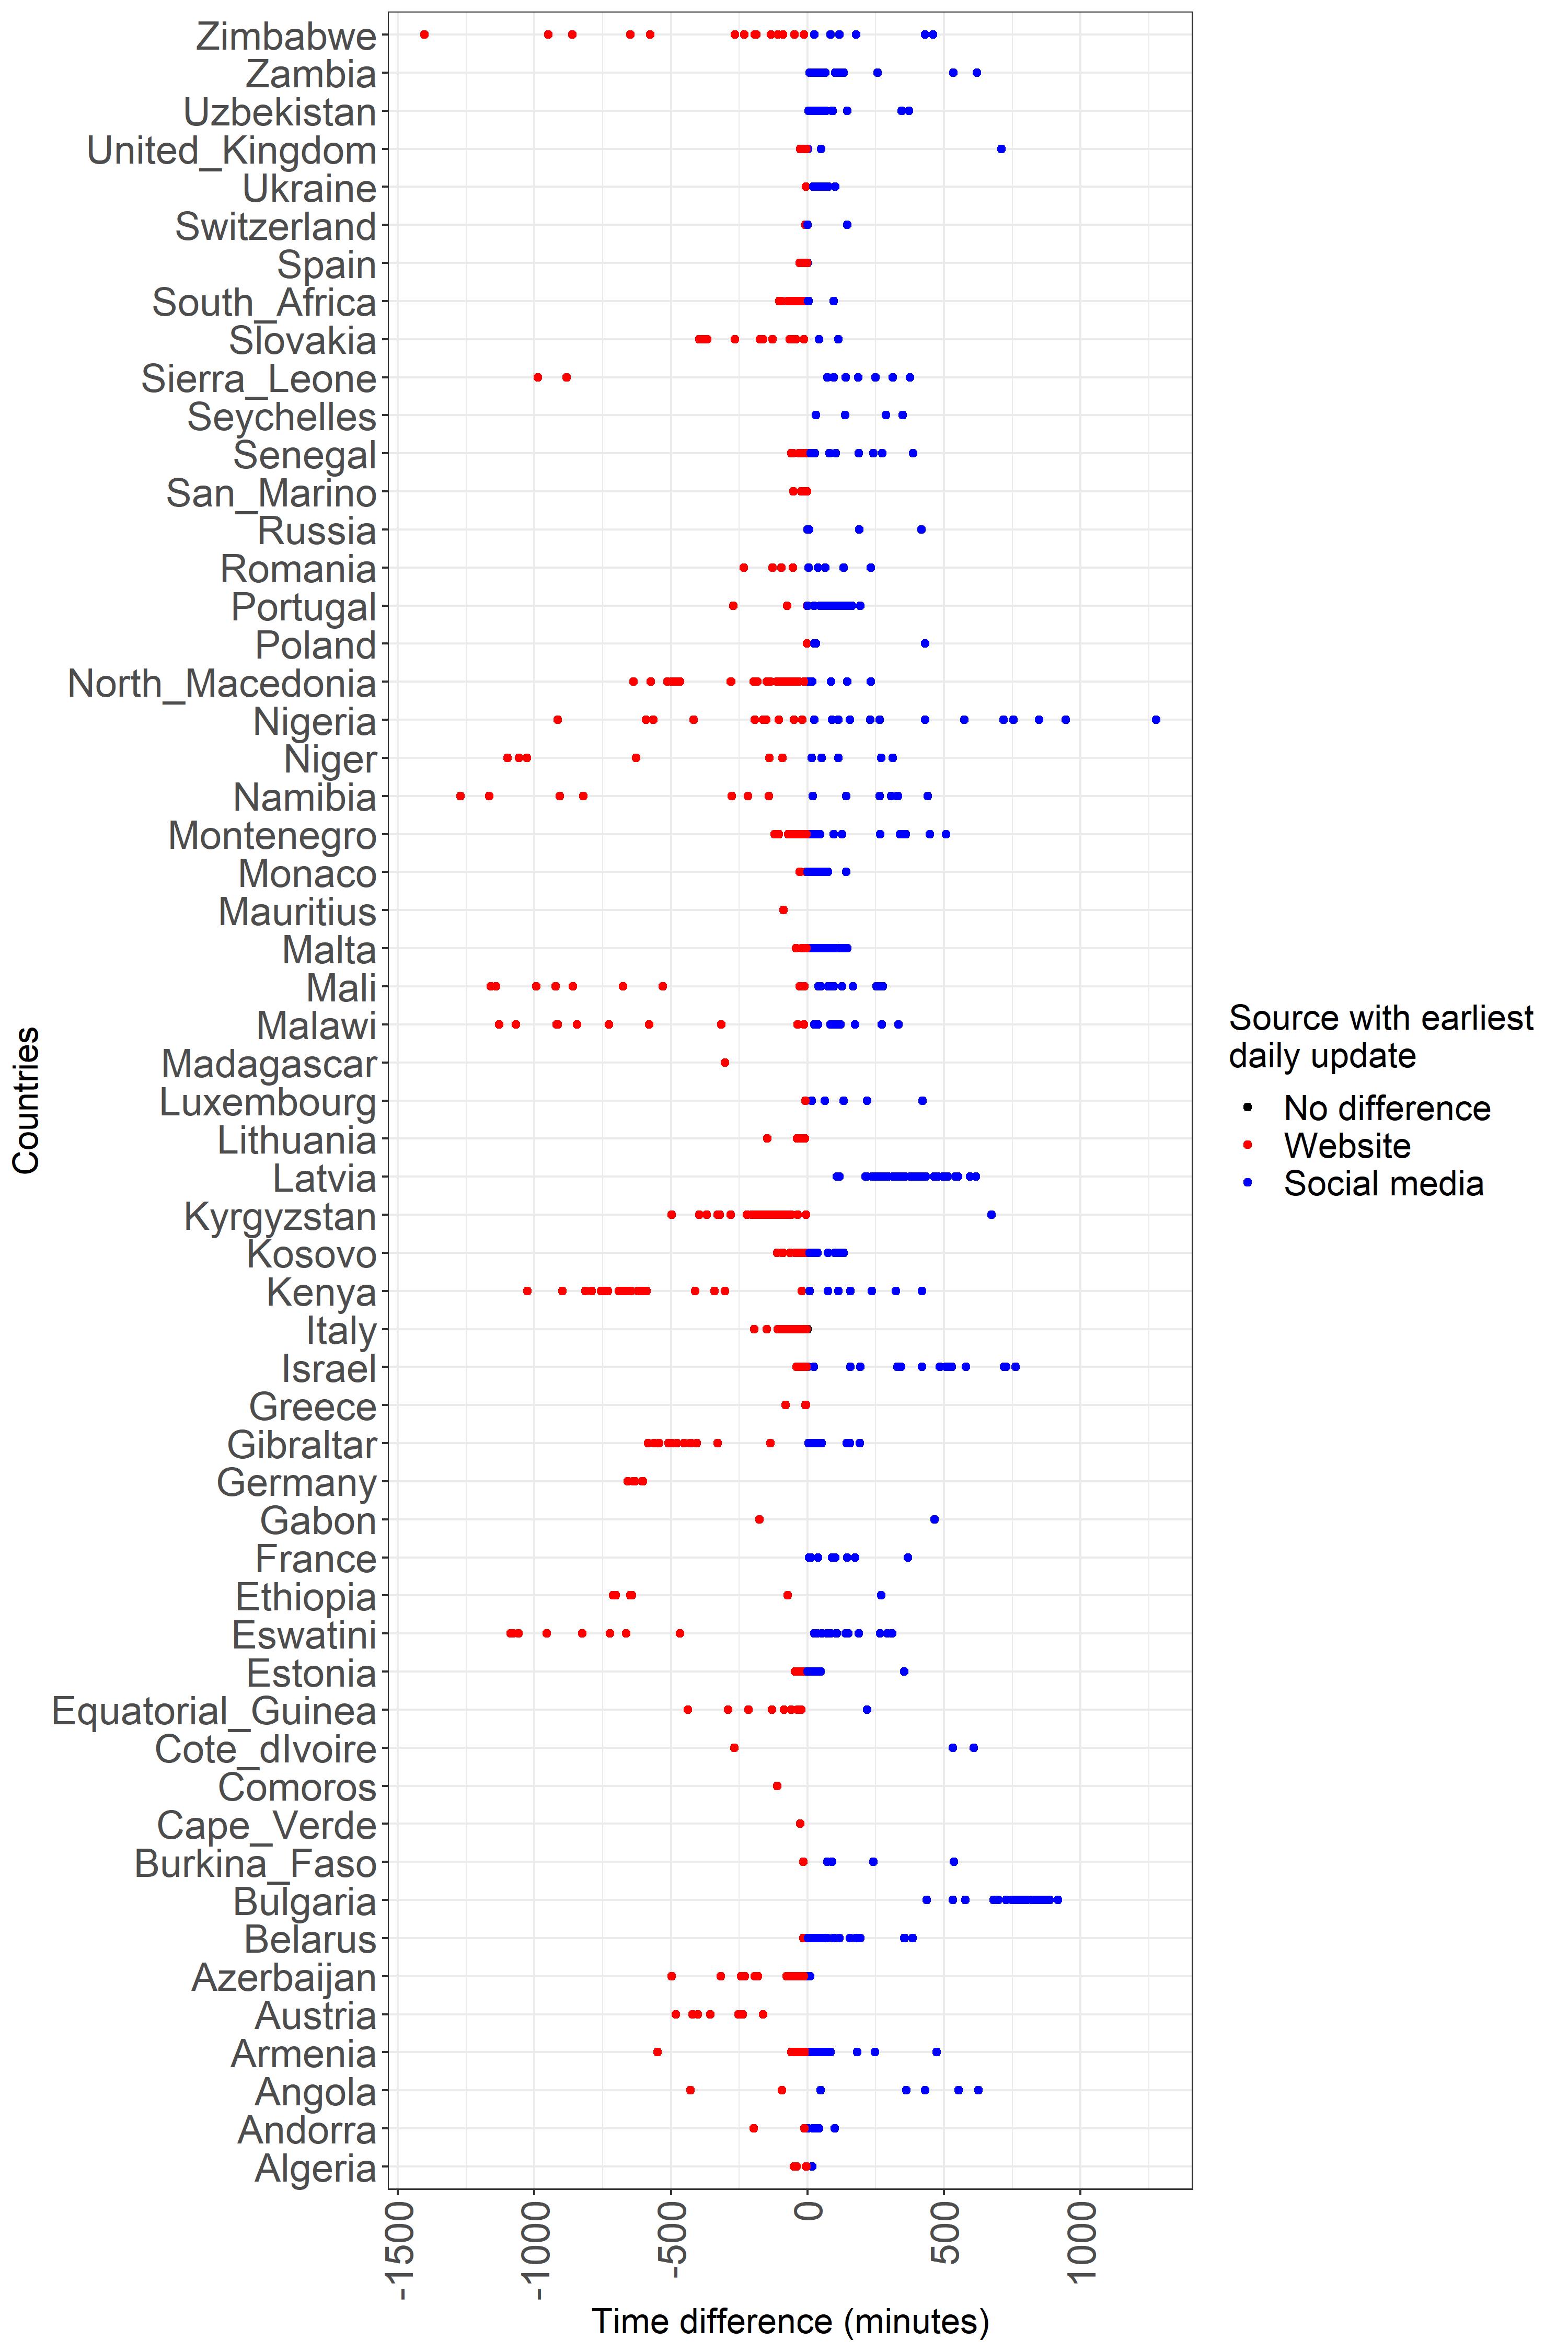 Zimbabwe
Zambia
Uzbekistan
United_Kingdom
Ukraine
Switzerland
Spain
South_Africa
Slovakia
Sierra_Leone
Seychelles
Senegal
San_Marino
Russia
Romania
Portugal
Poland
North_Macedonia
Nigeria
Niger
Namibia
Montenegro
Monaco
Mauritius
Malta
Mali
Malawi
Madagascar
Luxembourg
Lithuania
Latvia
Kyrgyzstan
Kosovo
Kenya
Italy
Israel
Greece
Gibraltar
Germany
Gabon
France
Ethiopia
Eswatini
Estonia
Equatorial_Guinea
Cote_dIvoire
Comoros
Cape_Verde
Burkina_Faso
Bulgaria
Belarus
Azerbaijan
Austria
Armenia
Angola
Andorra
Algeria
Countries
-1500
-1000
-500
0
500
1000
Time difference (minutes)
Source with earliest
daily update
No difference
Website
Social media